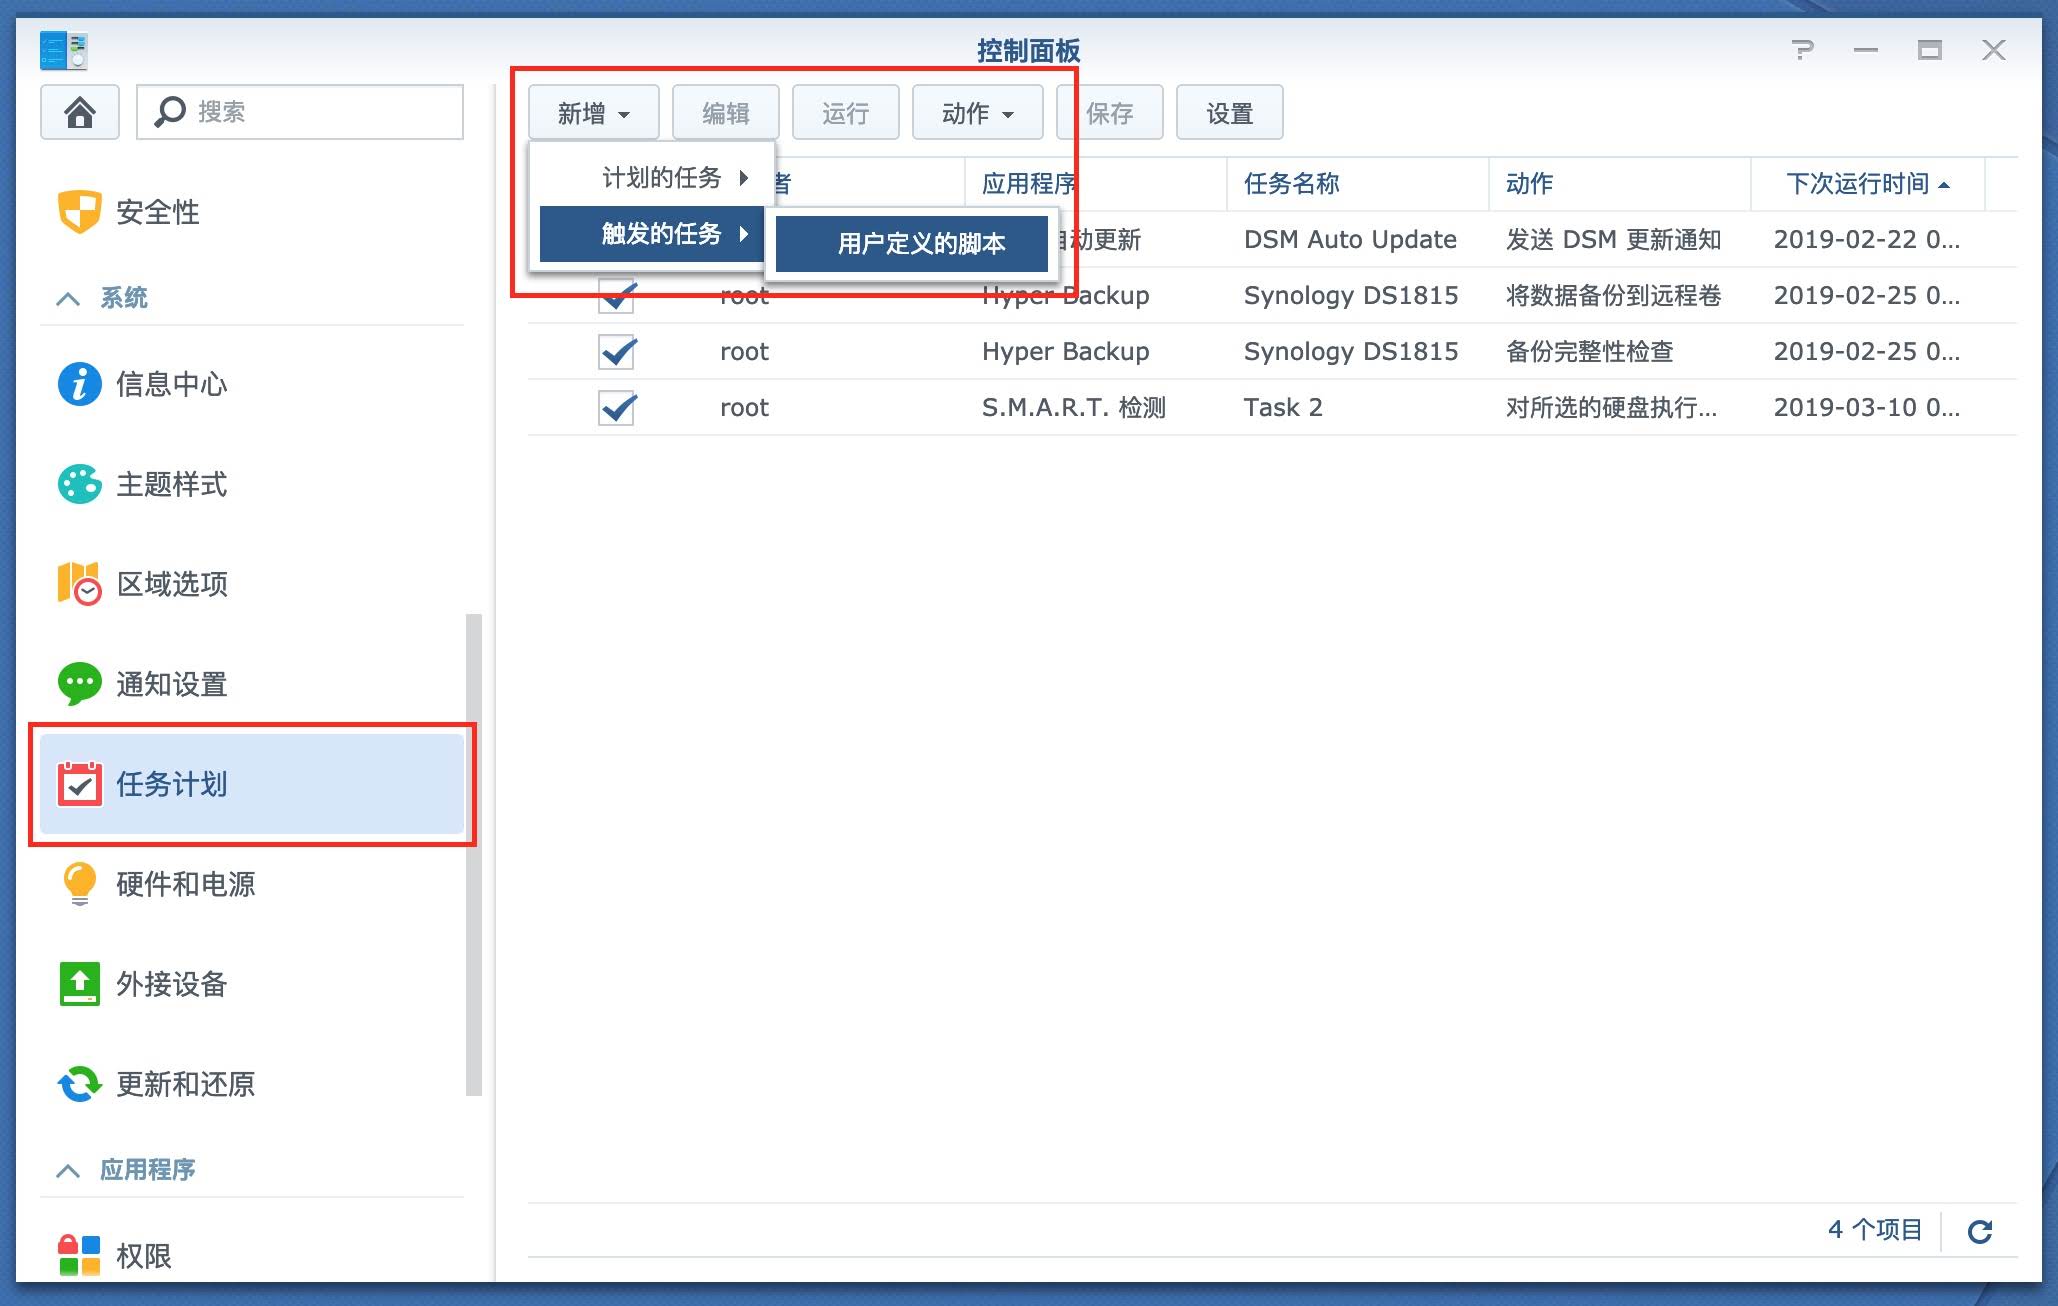 控制面板
搜索
安全性
系统
信息中心
主题样式
区域选项
通知设置
任务计划
硬件和电源
外接设备
更新和还原
应用程序
权限
新增 编辑 运行 动作 保存 设置
计划的任务
触发的任务
用户定义的脚本
者 应用程序 任务名称 动作 下次运行时间
自动更新 DSM Auto Update 发送 DSM 更新通知 2019-02-22 0...
root Hyper Backup Synology DS1815 将数据备份到远程卷 2019-02-25 0...
root Hyper Backup Synology DS1815 备份完整性检查 2019-02-25 0...
root S.M.A.R.T. 检测 Task 2 对所选的硬盘执行... 2019-03-10 0...
4 个项目